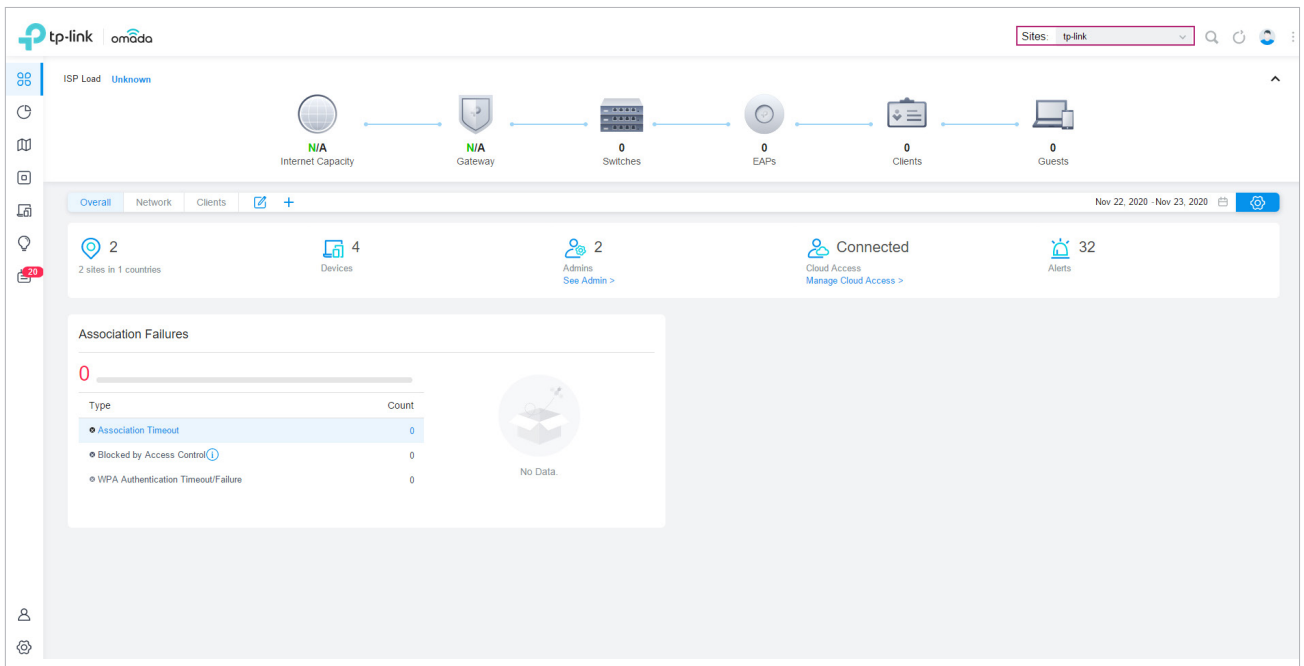 tp-link omada
Sites: tp-link
ISP Load Unknown
N/A
Internet Capacity
N/A
Gateway
0
Switches
0
EAPs
0
Clients
0
Guests
Overall Network Clients
Nov 22, 2020 - Nov 23, 2020
2
2 sites in 1 countries
4
Devices
2
Admins
See Admin >
Connected
Cloud Access
Manage Cloud Access >
32
Alerts
20
Association Failures
0
Type Count
Association Timeout 0
Blocked by Access Control 0
WPA Authentication Timeout/Failure 0
No Data.